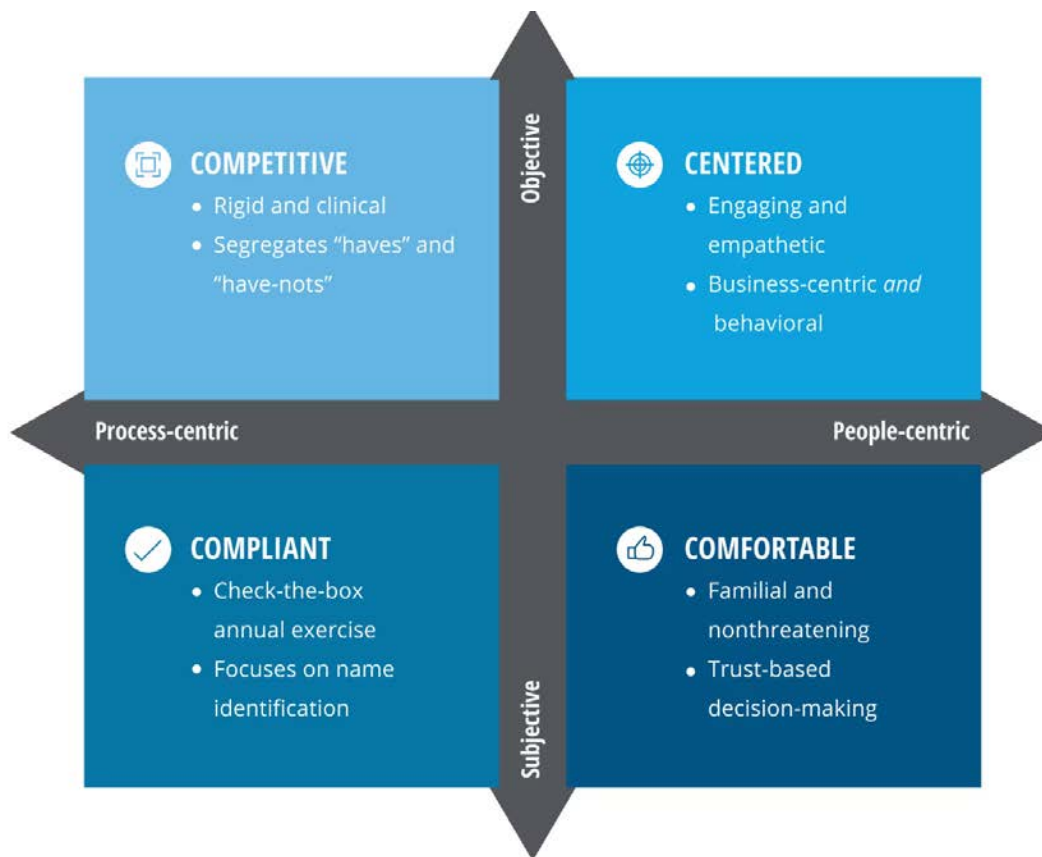 Objective
COMPETITIVE
• Rigid and clinical
• Segregates “haves” and
“have-nots”
CENTERED
• Engaging and
empathetic
• Business-centric and
behavioral
Process-centric
People-centric
COMPLIANT
• Check-the-box
annual exercise
• Focuses on name
identification
COMFORTABLE
• Familial and
nonthreatening
• Trust-based
decision-making
Subjective